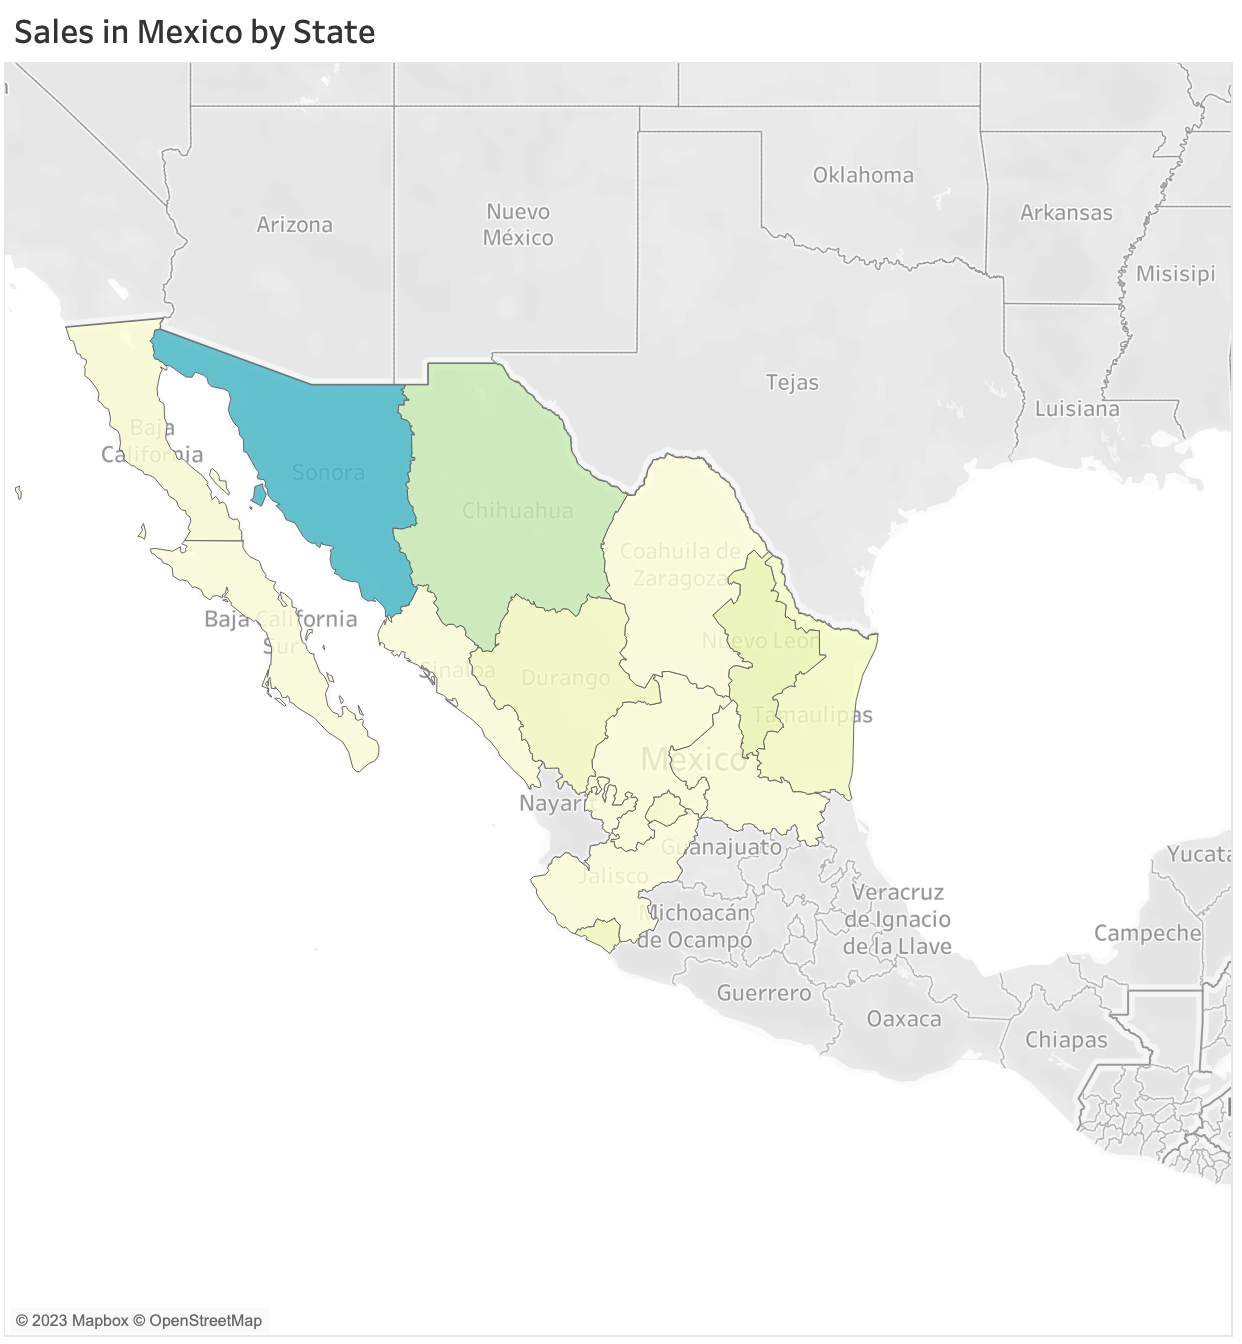 Sales in Mexico by State
Oklahoma
Arkansas
Nuevo
México
Arizona
Misisipi
Tejas
Luisiana
Baja
California
Sonora
Chihuahua
Coahuila de
Zaragoza
Baja California
Sur
Nuevo León
Sinaloa
Durango
Tamaulipas
Mexico
Nayarit
Guanajuato
Yucata
Jalisco
Veracruz
de Ignacio
de la Llave
Michoacán
de Ocampo
Campeche
Guerrero
Oaxaca
Chiapas
© 2023 Mapbox © OpenStreetMap